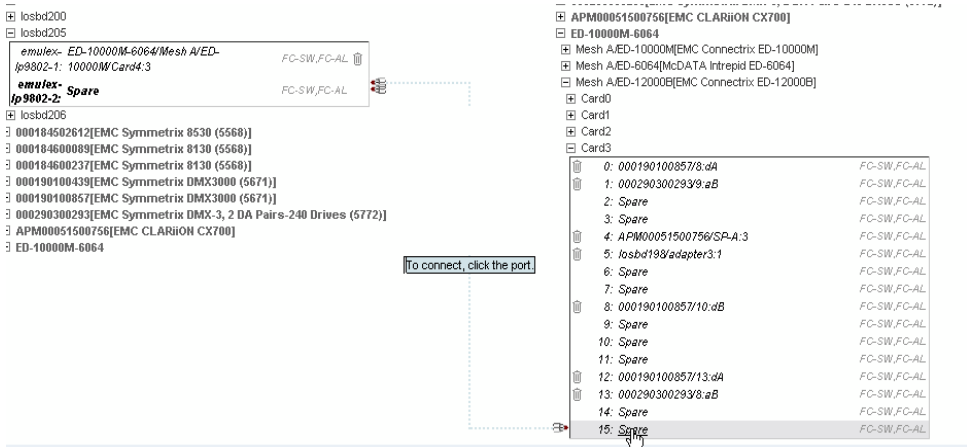 losbd200
losbd205
emulex-lp9802-1: ED-10000M-6064/Mesh A/ED-10000M/Card4:3 FC-SW,FC-AL
emulex-lp9802-2: Spare FC-SW,FC-AL
losbd206
000184502612[EMC Symmetrix 8530 (5568)]
000184600089[EMC Symmetrix 8130 (5568)]
000184600237[EMC Symmetrix 8130 (5568)]
000190100439[EMC Symmetrix DMX3000 (5671)]
000190100857[EMC Symmetrix DMX3000 (5671)]
000290300293[EMC Symmetrix DMX-3, 2 DA Pairs-240 Drives (5772)]
APM00051500756[EMC CLARiiON CX700]
ED-10000M-6064
To connect, click the port.
APM00051500756[EMC CLARiiON CX700]
ED-10000M-6064
Mesh A/ED-10000M[EMC Connectrix ED-10000M]
Mesh A/ED-6064[McDATA Intrepid ED-6064]
Mesh A/ED-12000B[EMC Connectrix ED-12000B]
Card0
Card1
Card2
Card3
0: 000190100857/8:dA FC-SW,FC-AL
1: 000290300293/9:aB FC-SW,FC-AL
2: Spare FC-SW,FC-AL
3: Spare FC-SW,FC-AL
4: APM00051500756/SP-A:3 FC-SW,FC-AL
5: losbd198/adapter3:1 FC-SW,FC-AL
6: Spare FC-SW,FC-AL
7: Spare FC-SW,FC-AL
8: 000190100857/10:dB FC-SW,FC-AL
9: Spare FC-SW,FC-AL
10: Spare FC-SW,FC-AL
11: Spare FC-SW,FC-AL
12: 000190100857/13:dA FC-SW,FC-AL
13: 000290300293/8:aB FC-SW,FC-AL
14: Spare FC-SW,FC-AL
15: Spare FC-SW,FC-AL